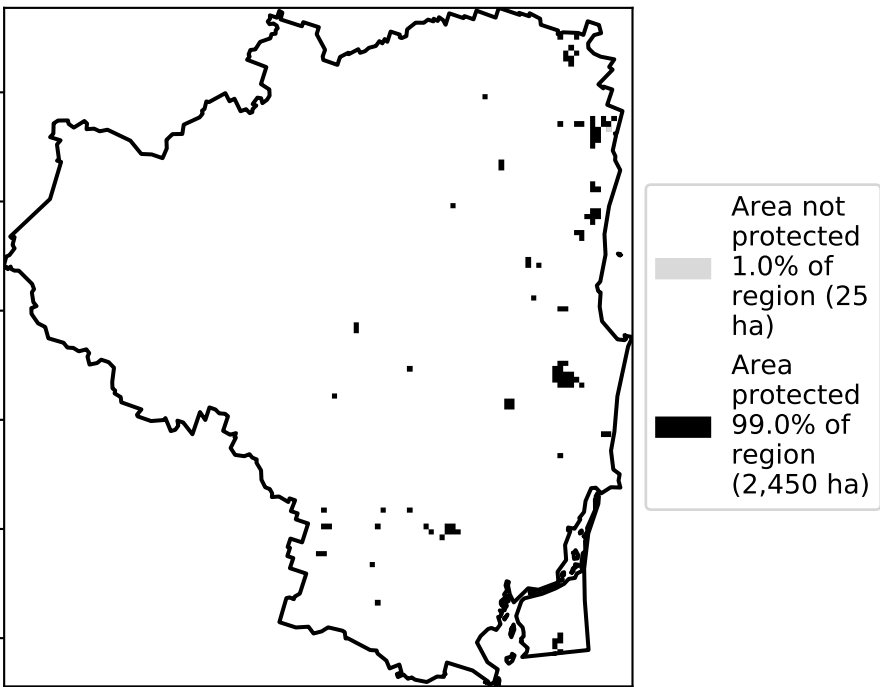 Area not
protected
1.0% of
region (25
ha)
Area
protected
99.0% of
region
(2,450 ha)